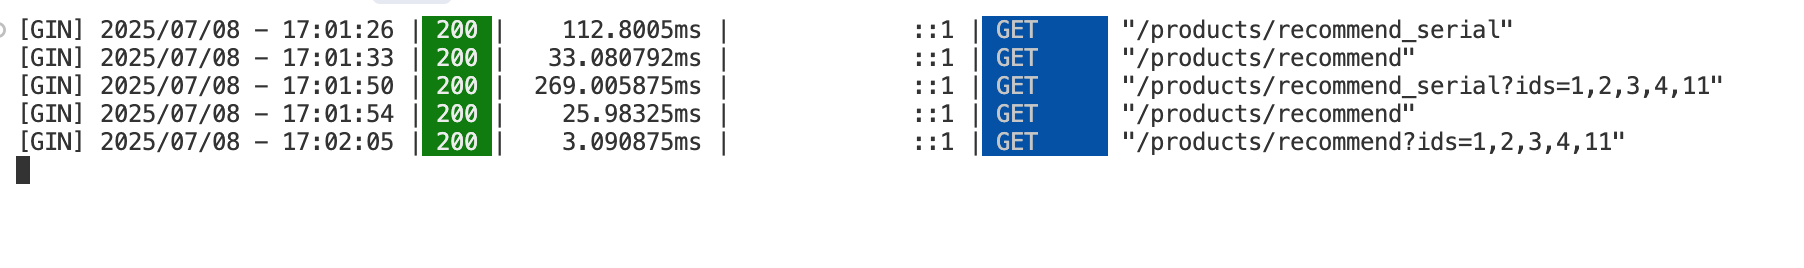 [GIN] 2025/07/08 - 17:01:26 | 200 | 112.8005ms | ::1 | GET "/products/recommend_serial"
[GIN] 2025/07/08 - 17:01:33 | 200 | 33.080792ms | ::1 | GET "/products/recommend"
[GIN] 2025/07/08 - 17:01:50 | 200 | 269.005875ms | ::1 | GET "/products/recommend_serial?ids=1,2,3,4,11"
[GIN] 2025/07/08 - 17:01:54 | 200 | 25.98325ms | ::1 | GET "/products/recommend"
[GIN] 2025/07/08 - 17:02:05 | 200 | 3.090875ms | ::1 | GET "/products/recommend?ids=1,2,3,4,11"